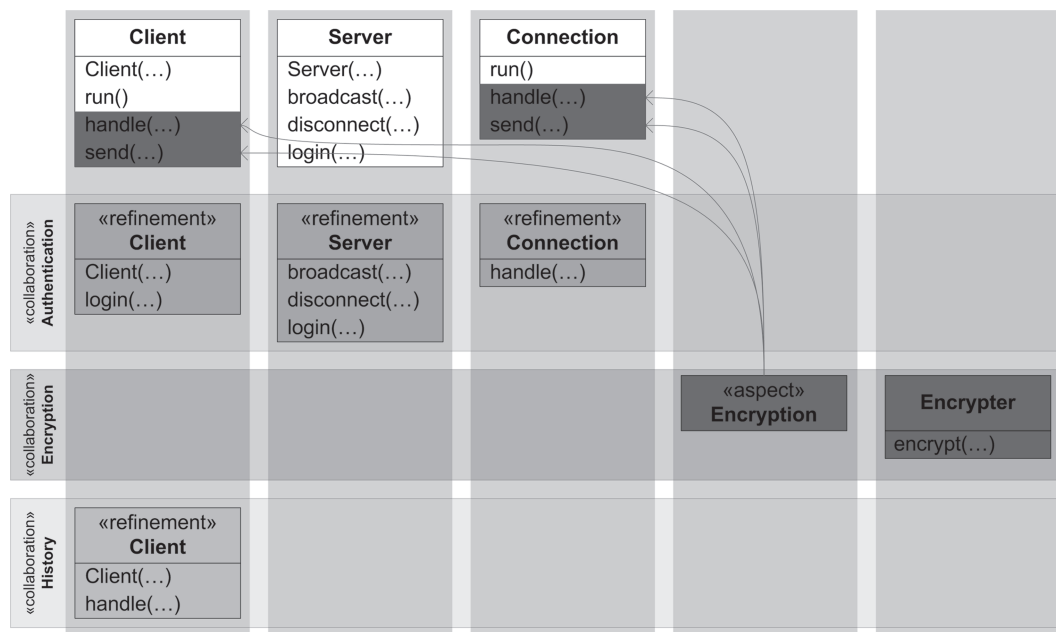 Client
Client(…)
run()
handle(…)
send(…)
Server
Server(…)
broadcast(…)
disconnect(…)
login(…)
Connection
run()
handle(…)
send(…)
«collaboration»
Authentication
«refinement»
Client
Client(…)
login(…)
«refinement»
Server
broadcast(…)
disconnect(…)
login(…)
«refinement»
Connection
handle(…)
«collaboration»
Encryption
«aspect»
Encryption
Encrypter
encrypt(…)
«collaboration»
History
«refinement»
Client
Client(…)
handle(…)